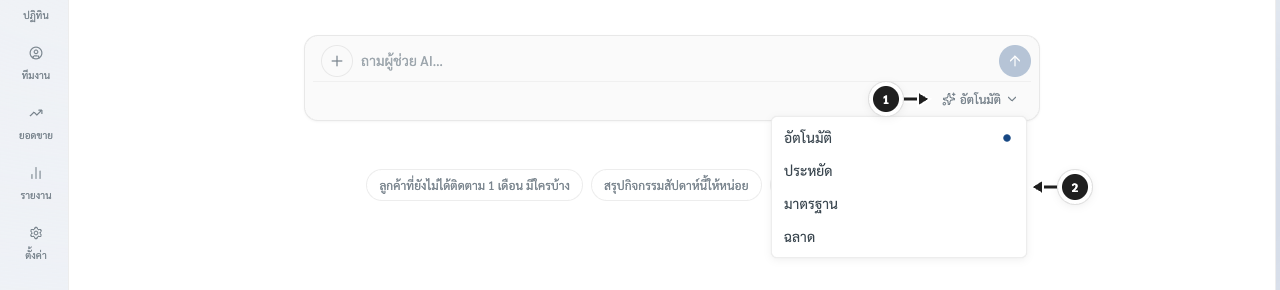 ปฏิทิน
ทีมงาน
ยอดขาย
รายงาน
ตั้งค่า
ถามผู้ช่วย AI...
1
อัตโนมัติ
อัตโนมัติ
ประหยัด
มาตรฐาน
ฉลาด
2
ลูกค้าที่ยังไม่ได้ติดตาม 1 เดือน มีใครบ้าง
สรุปกิจกรรมสัปดาห์นี้ให้หน่อย